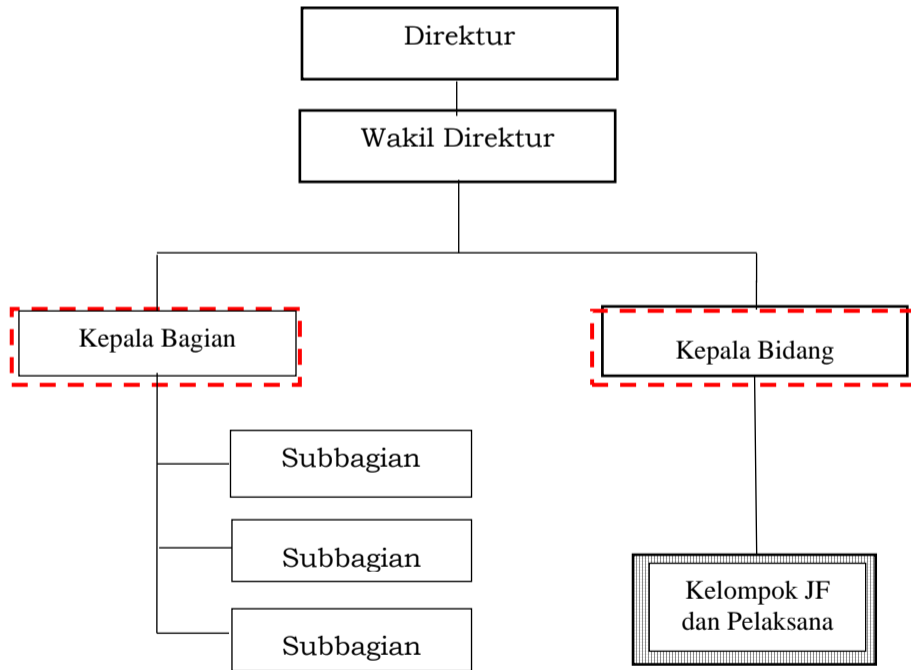 Direktur
Wakil Direktur
Kepala Bagian
Kepala Bidang
Subbagian
Subbagian
Subbagian
Kelompok JF
dan Pelaksana